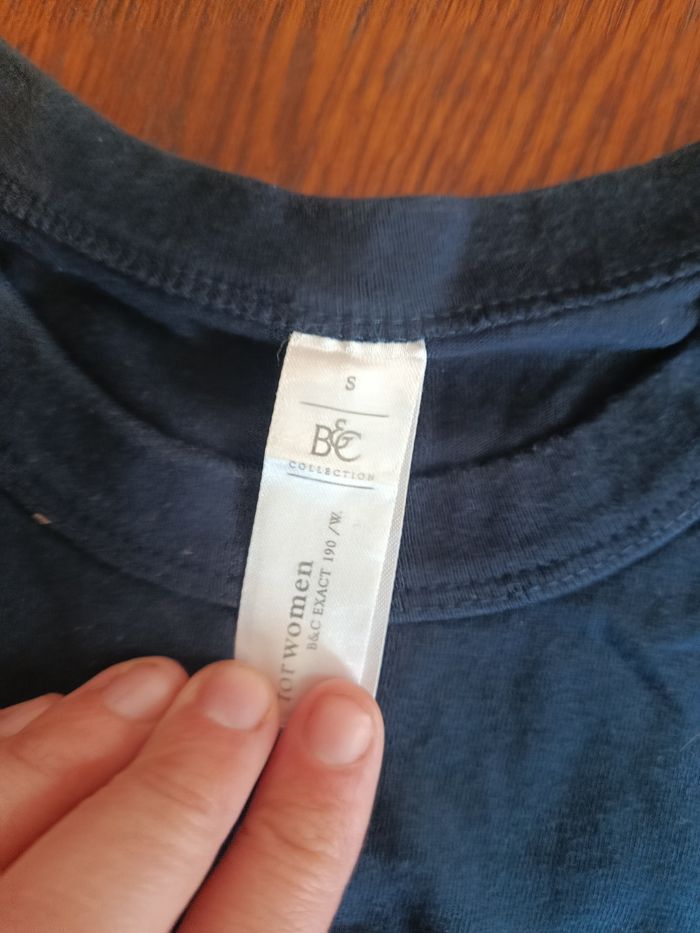 S
B&C
COLLECTION
for women
B&C EXACT 190 /W.